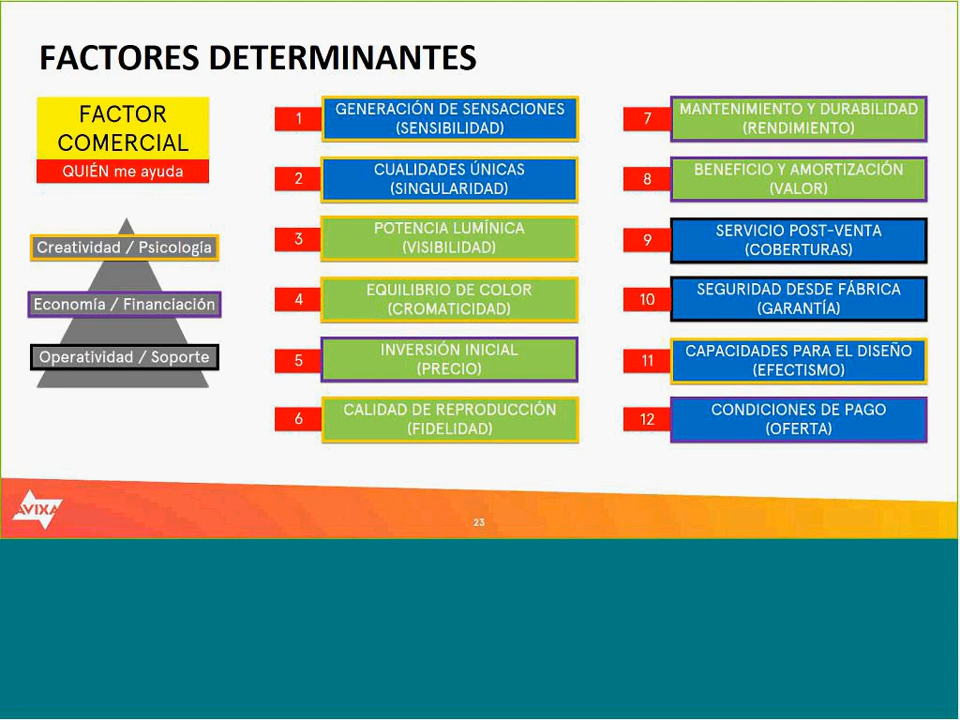 FACTORES DETERMINANTES
FACTOR
COMERCIAL
QUIÉN me ayuda
Creatividad / Psicología
Economía / Financiación
Operatividad / Soporte
1
GENERACIÓN DE SENSACIONES
(SENSIBILIDAD)
2
CUALIDADES ÚNICAS
(SINGULARIDAD)
3
POTENCIA LUMÍNICA
(VISIBILIDAD)
4
EQUILIBRIO DE COLOR
(CROMATICIDAD)
5
INVERSIÓN INICIAL
(PRECIO)
6
CALIDAD DE REPRODUCCIÓN
(FIDELIDAD)
7
MANTENIMIENTO Y DURABILIDAD
(RENDIMIENTO)
8
BENEFICIO Y AMORTIZACIÓN
(VALOR)
9
SERVICIO POST-VENTA
(COBERTURAS)
10
SEGURIDAD DESDE FÁBRICA
(GARANTÍA)
11
CAPACIDADES PARA EL DISEÑO
(EFECTISMO)
12
CONDICIONES DE PAGO
(OFERTA)
AVIXA
23